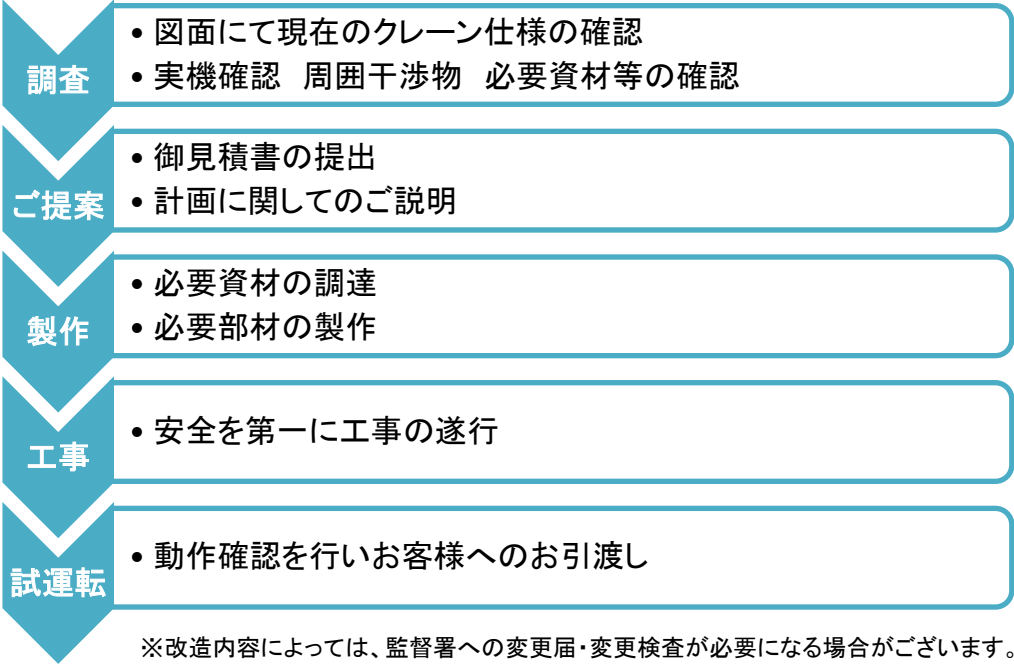 調査
• 図面にて現在のクレーン仕様の確認
• 実機確認　周囲干渉物　必要資材等の確認
ご提案
• 御見積書の提出
• 計画に関してのご説明
製作
• 必要資材の調達
• 必要部材の製作
工事
• 安全を第一に工事の遂行
試運転
• 動作確認を行いお客様へのお引渡し
※改造内容によっては、監督署への変更届・変更検査が必要になる場合がございます。